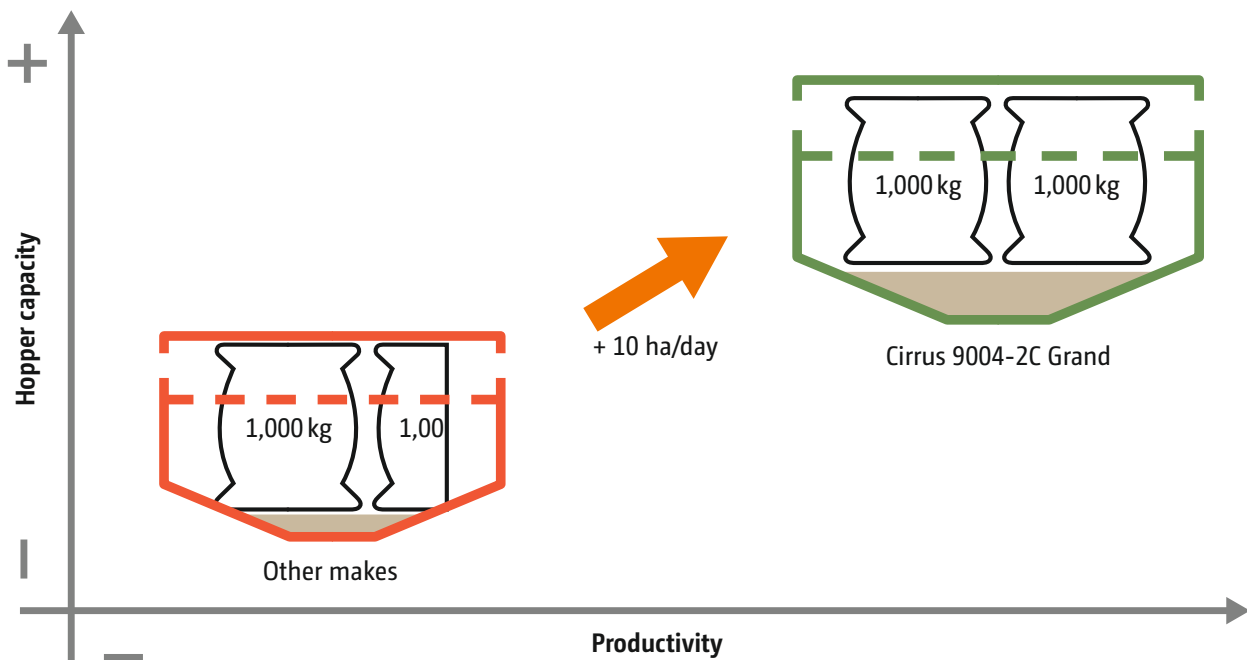 +
Hopper capacity
–
1,000 kg
1,000 kg
+ 10 ha/day
Cirrus 9004-2C Grand
1,000 kg
1,00
Other makes
Productivity
–